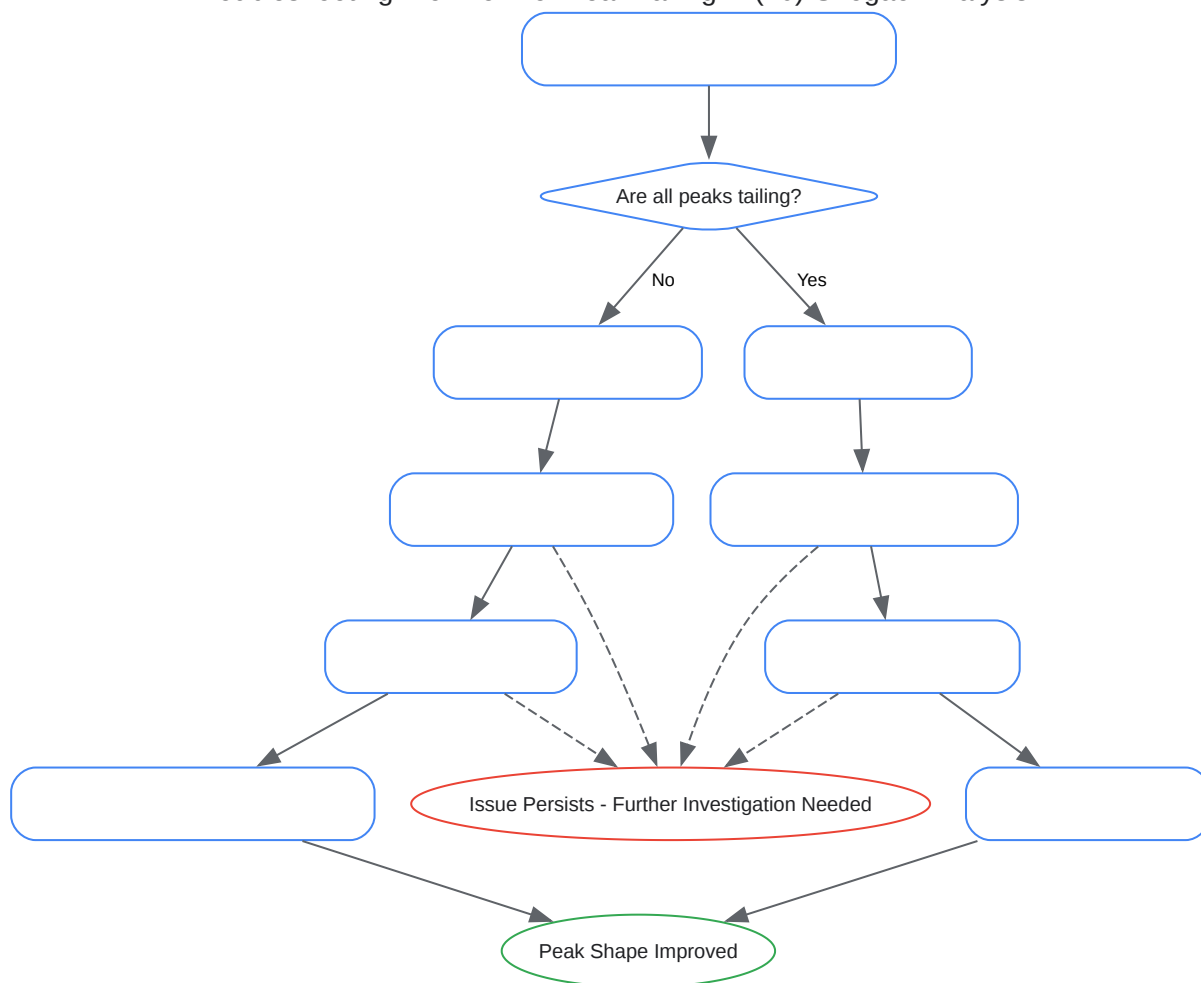 Are all peaks tailing?
No
Yes
Issue Persists - Further Investigation Needed
Peak Shape Improved